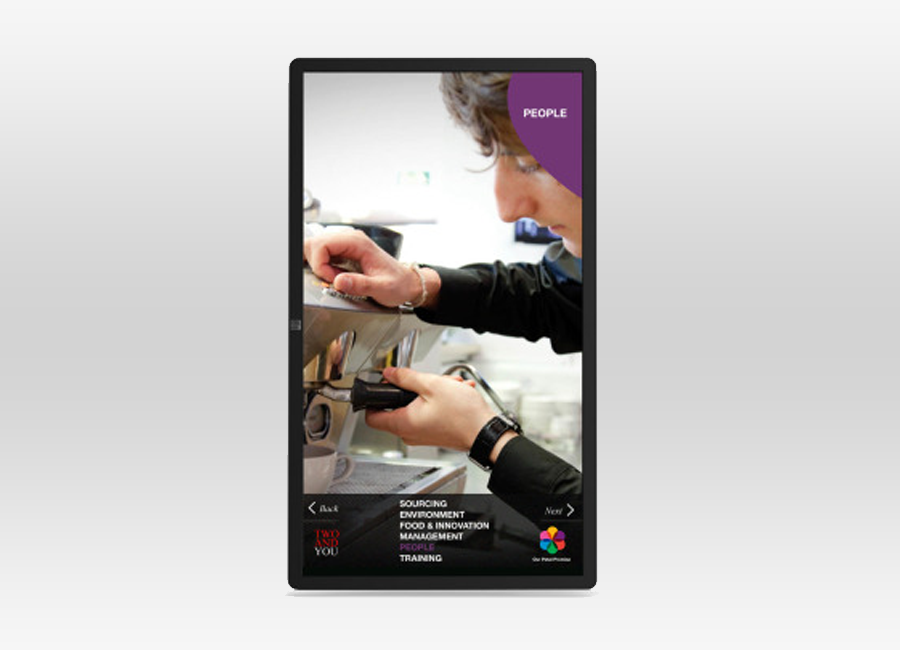 PEOPLE
Back
Next
SOURCING
ENVIRONMENT
FOOD & INNOVATION
MANAGEMENT
PEOPLE
TRAINING
TWO
AND
YOU
Our Petal Promise